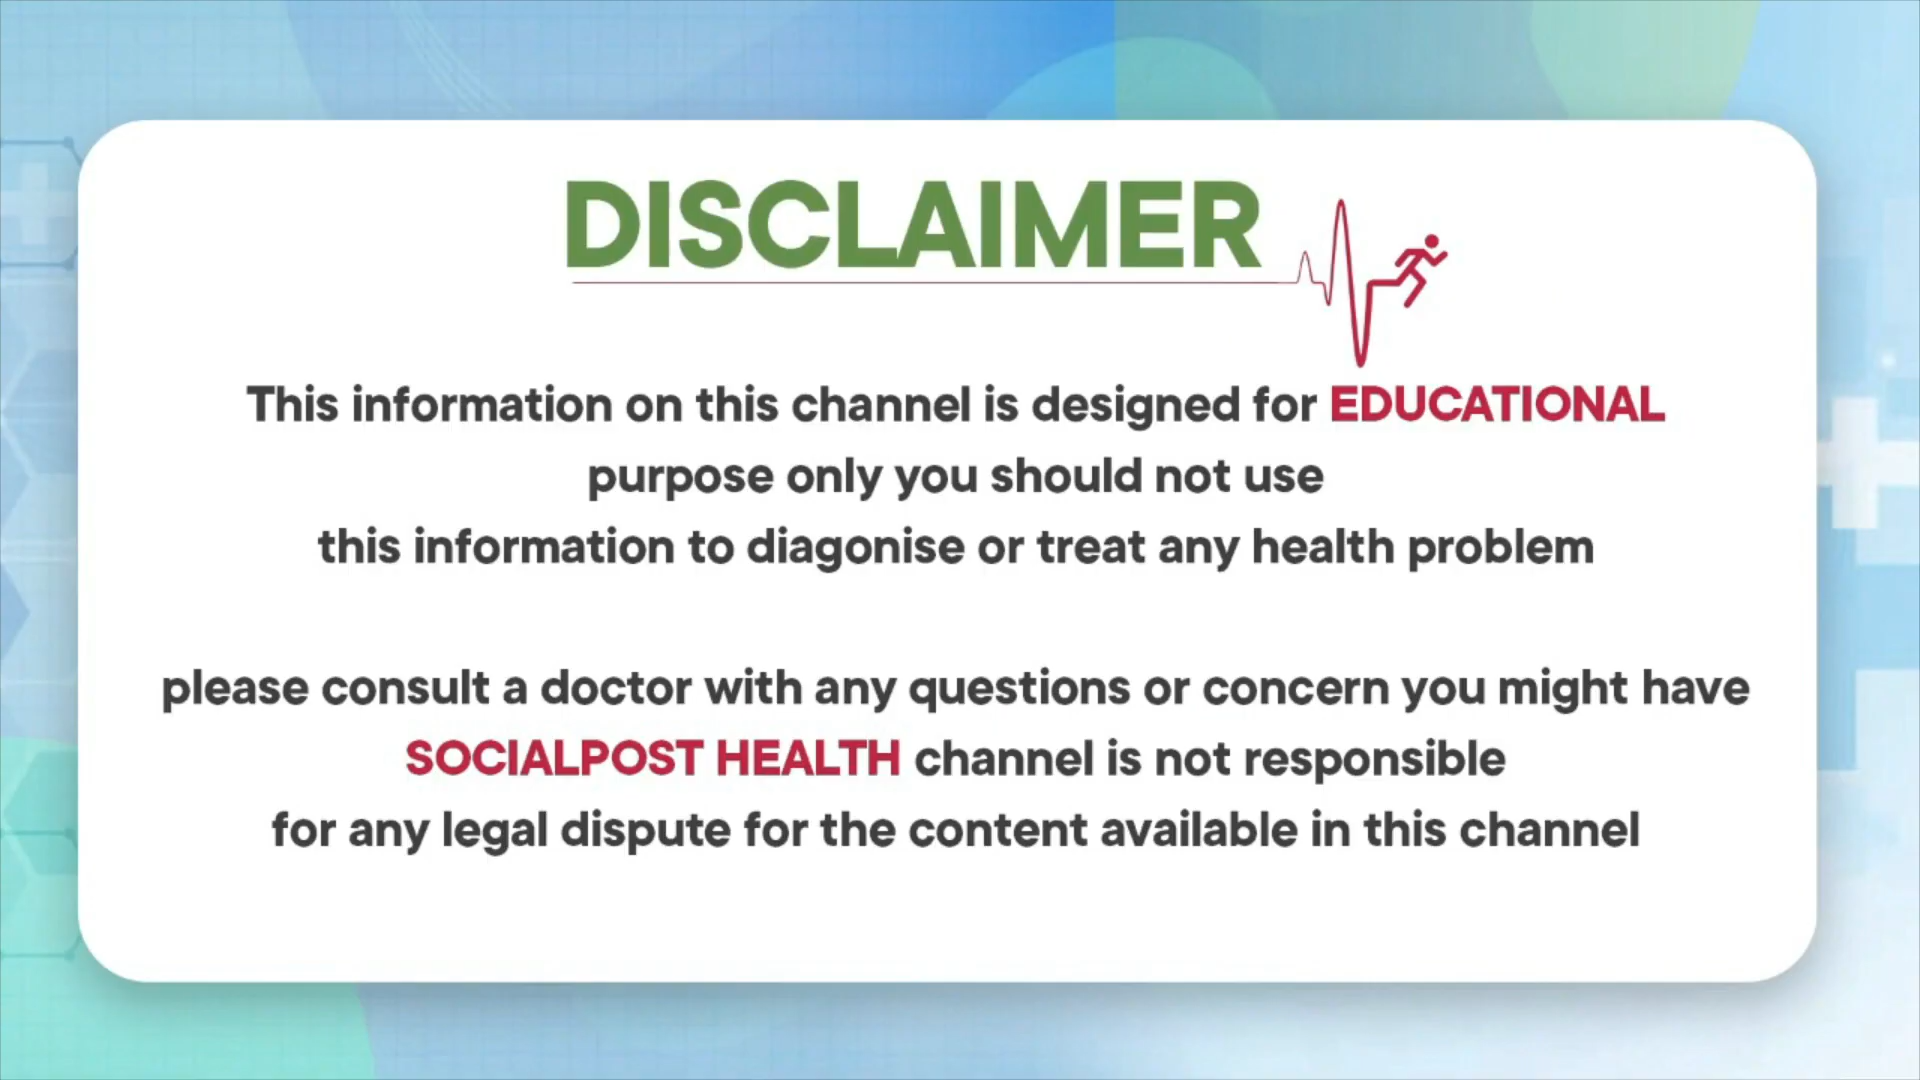 DISCLAIMER
This information on this channel is designed for EDUCATIONAL
purpose only you should not use
this information to diagonise or treat any health problem
please consult a doctor with any questions or concern you might have
SOCIALPOST HEALTH channel is not responsible
for any legal dispute for the content available in this channel